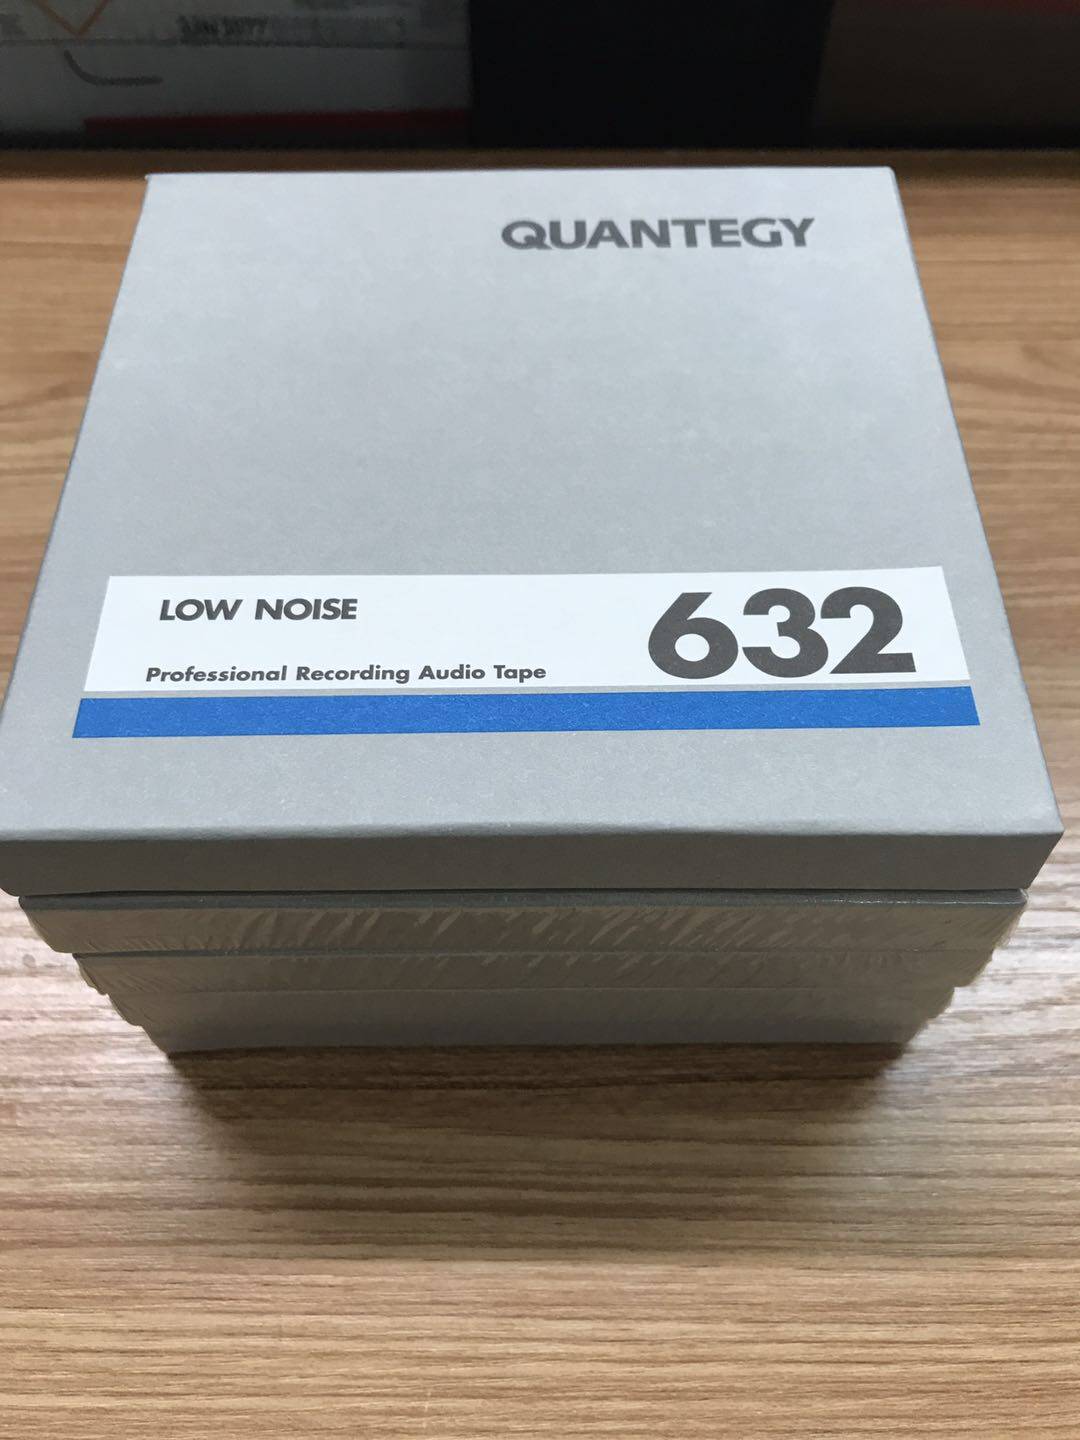 QUANTEGY
LOW NOISE
632
Professional Recording Audio Tape